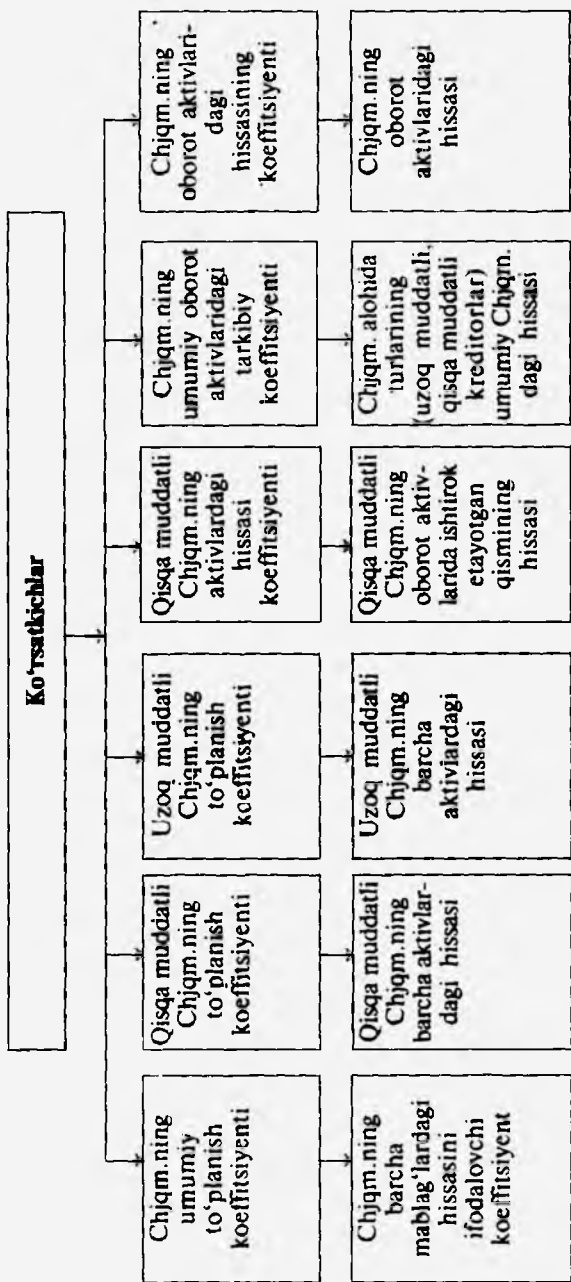 Ko‘rsatkichlar
Chjqm.ning
umumiy
to‘planish
koeffitsiyenti
Qisqa muddatli
Chjqm.ning
to‘planish
koeffitsiyenti
Uzoq muddatli
Chjqm.ning
to‘planish
koeffitsiyenti
Qisqa muddatli
Chjqm.ning
aktivlardagi
hissasi
koeffitsiyenti
Chjqm.ning
umumiy oborot
aktivlaridagi
tarkibiy
koeffitsiyenti
Chjqm.ning
oborot aktivlari-
dagi
hissasining
koeffitsiyenti
Chjqm.ning
barcha
mablag‘lardagi
hissasini
ifodalovchi
koeffitsiyent
Qisqa muddatli
Chjqm.ning
barcha aktivlar-
dagi hissasi
Uzoq muddatli
Chjqm.ning
barcha
aktivlardagi
hissasi
Qisqa muddatli
Chjqm.ning
oborot aktiv-
larida ishtirok
etayotgan
qismining
hissasi
Chjqm. alohida
turlarining
(uzoq muddatli,
qisqa muddatli
kreditorlar)
umumiy Chjqm.
dagi hissasi
Chjqm.ning
oborot
aktivlaridagi
hissasi